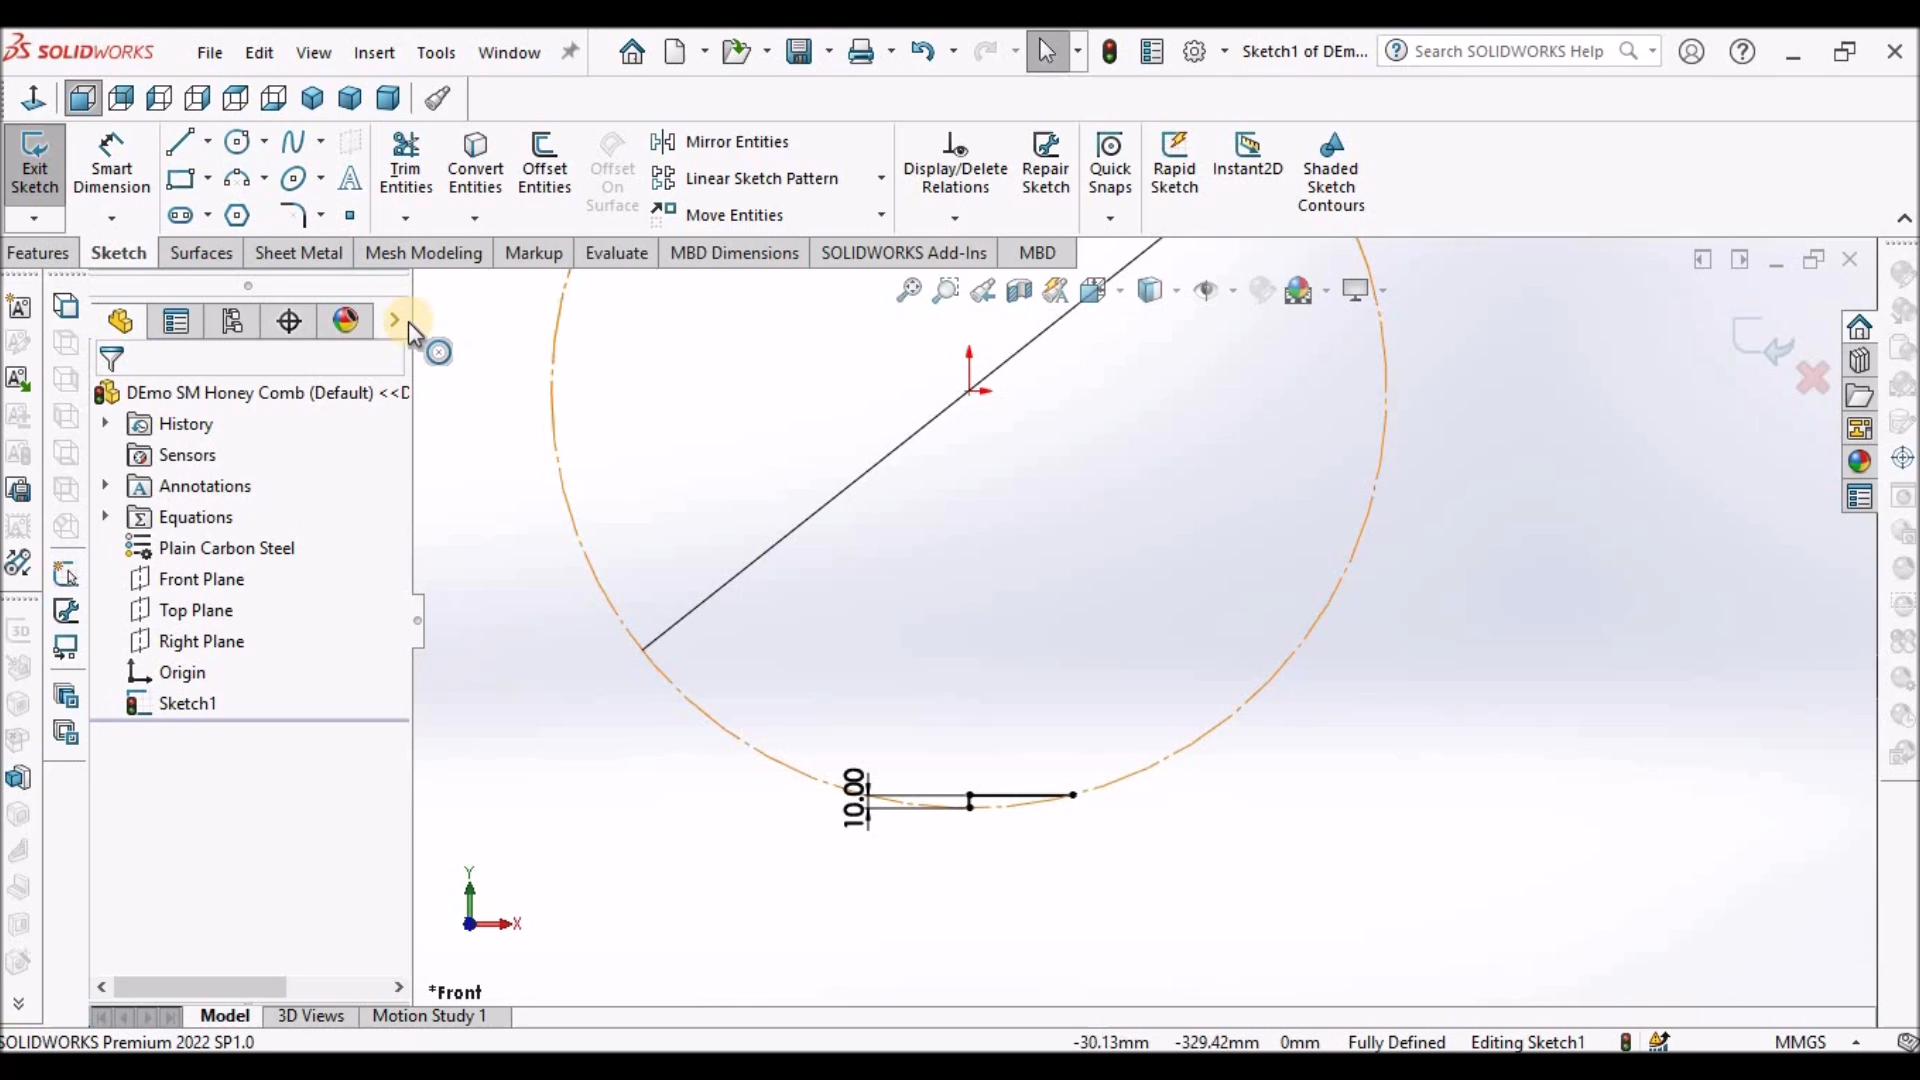 SOLIDWORKS File Edit View Insert Tools Window Sketch1 of DEm... Search SOLIDWORKS Help
Exit Sketch
Smart Dimension
Trim Entities
Convert Entities
Offset Entities
Offset On Surface
Mirror Entities
Linear Sketch Pattern
Move Entities
Display/Delete Relations
Repair Sketch
Quick Snaps
Rapid Sketch
Instant2D
Shaded Sketch Contours
Features Sketch Surfaces Sheet Metal Mesh Modeling Markup Evaluate MBD Dimensions SOLIDWORKS Add-Ins MBD
DEmo SM Honey Comb (Default) <<D
History
Sensors
Annotations
Equations
Plain Carbon Steel
Front Plane
Top Plane
Right Plane
Origin
Sketch1
10.00
Y
X
*Front
Model 3D Views Motion Study 1
SOLIDWORKS Premium 2022 SP1.0 -30.13mm -329.42mm 0mm Fully Defined Editing Sketch1 MMGS